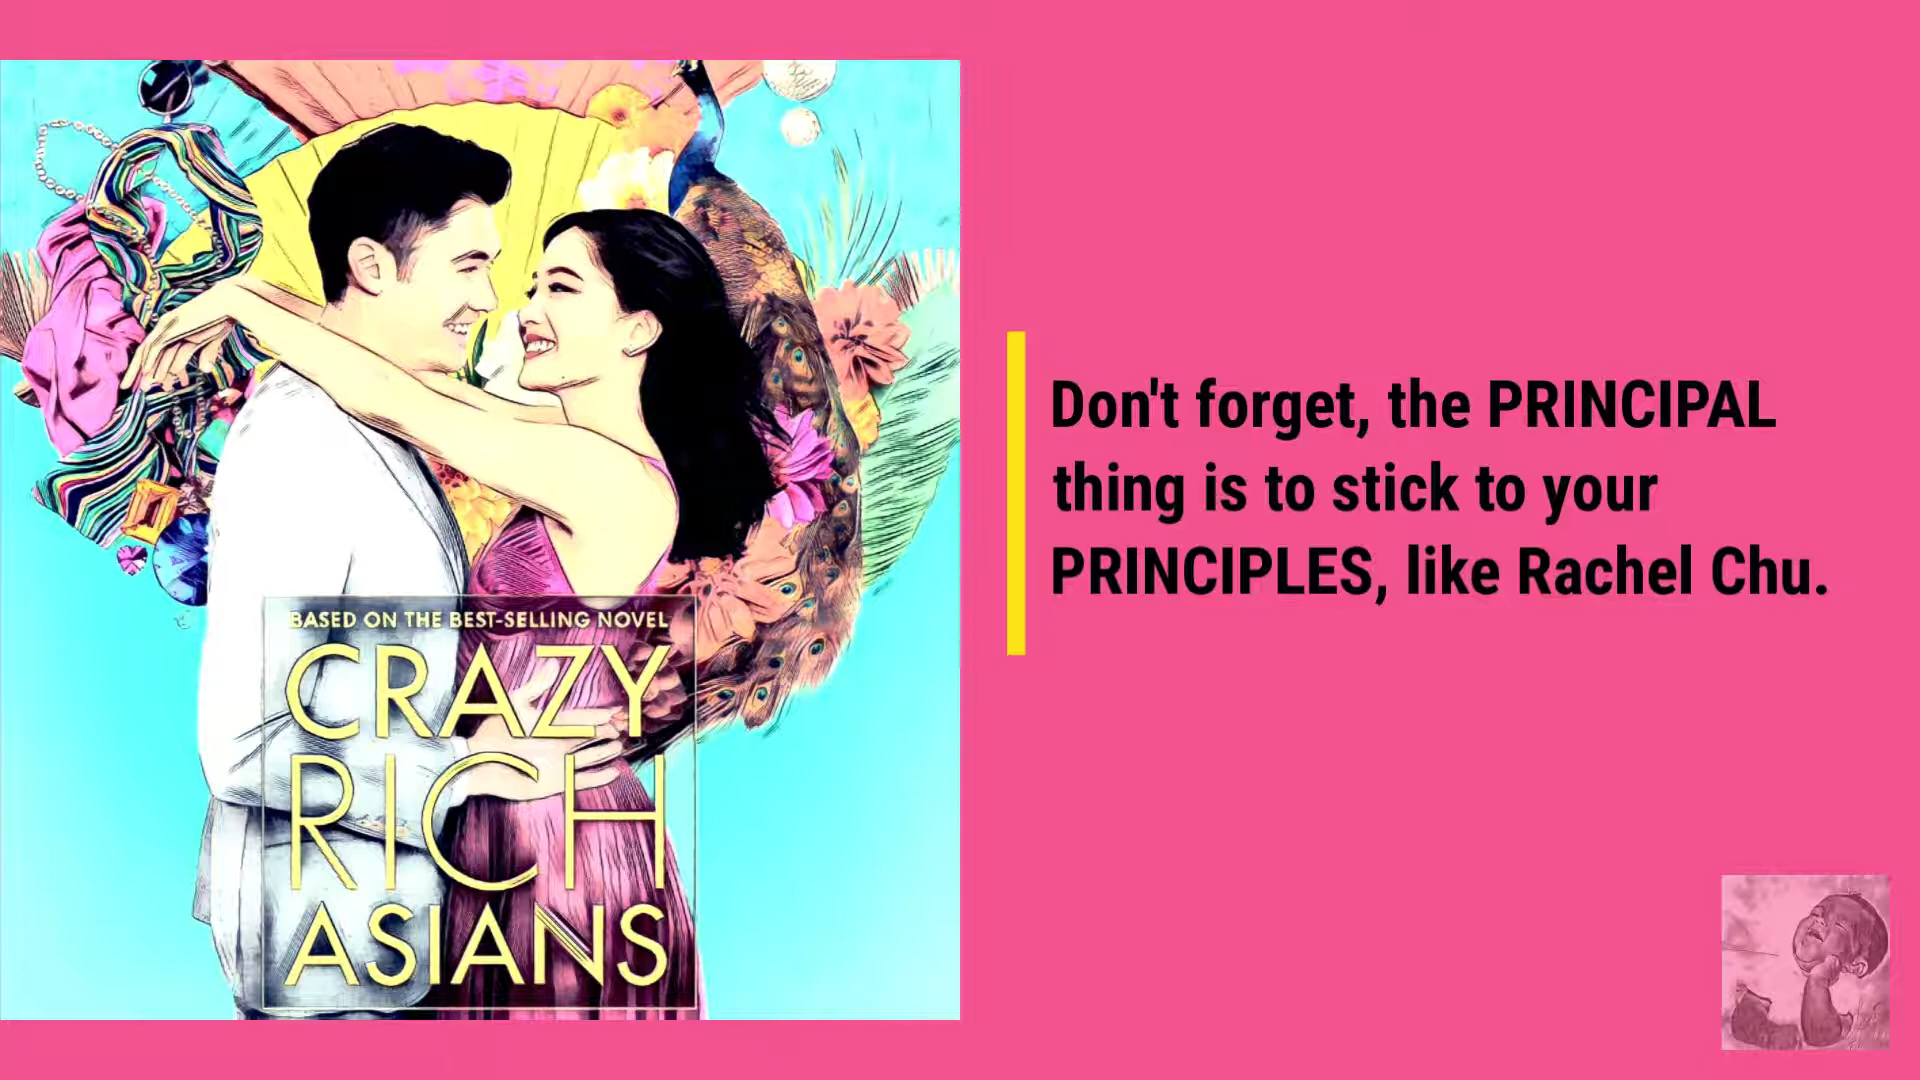 BASED ON THE BEST-SELLING NOVEL
CRAZY
RICH
ASIANS
Don't forget, the PRINCIPAL
thing is to stick to your
PRINCIPLES, like Rachel Chu.